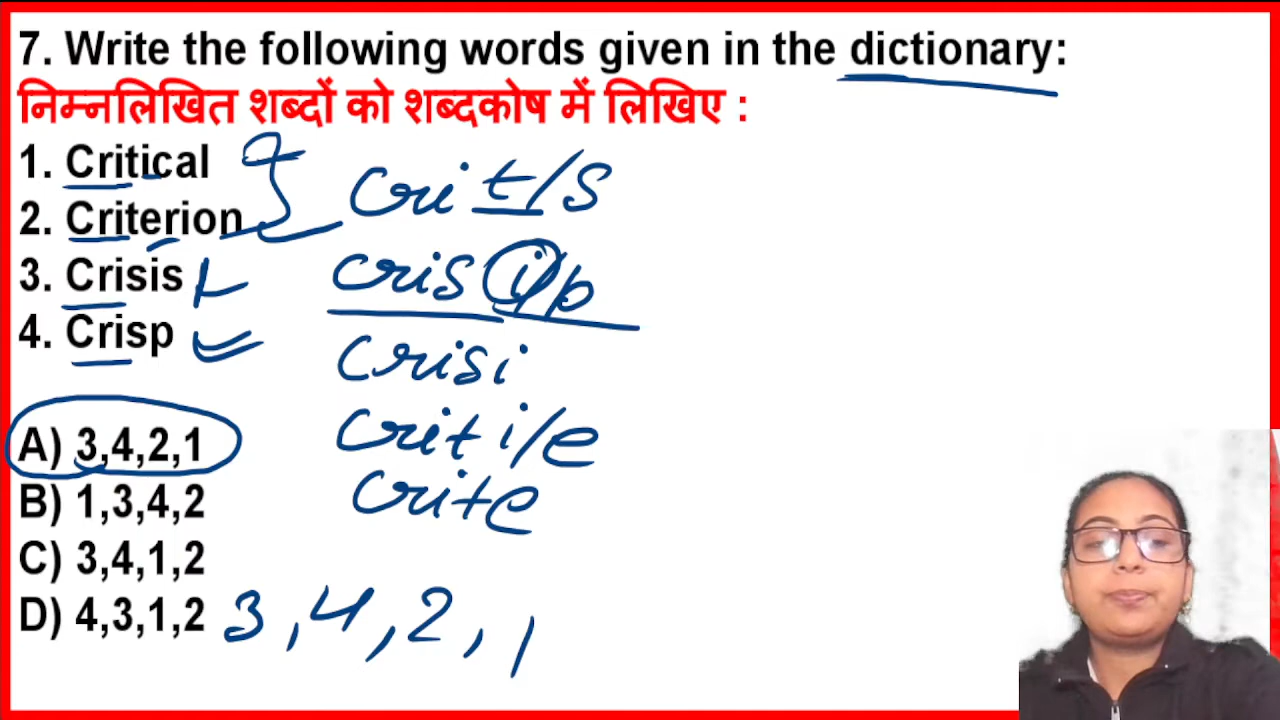 7. Write the following words given in the dictionary:
निम्नलिखित शब्दों को शब्दकोष में लिखिए :
1. Critical
2. Criterion
3. Crisis
4. Crisp
crit/s
cris i/p
crisi
crit i/e
crite
A) 3,4,2,1
B) 1,3,4,2
C) 3,4,1,2
D) 4,3,1,2
3,4,2,1